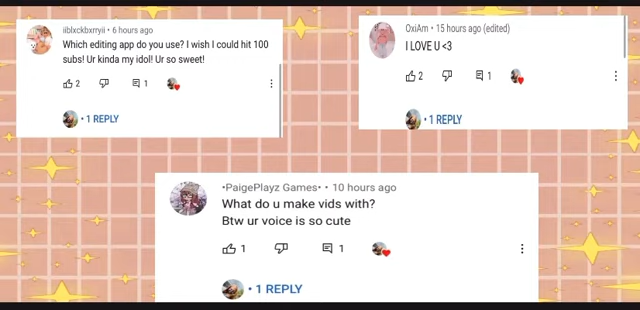 iiblxckbxrryii • 6 hours ago
Which editing app do you use? I wish I could hit 100
subs! Ur kinda my idol! Ur so sweet!
2 1
• 1 REPLY
OxiAm • 15 hours ago (edited)
I LOVE U <3
2 1
• 1 REPLY
•PaigePlayz Games• • 10 hours ago
What do u make vids with?
Btw ur voice is so cute
1 1
• 1 REPLY